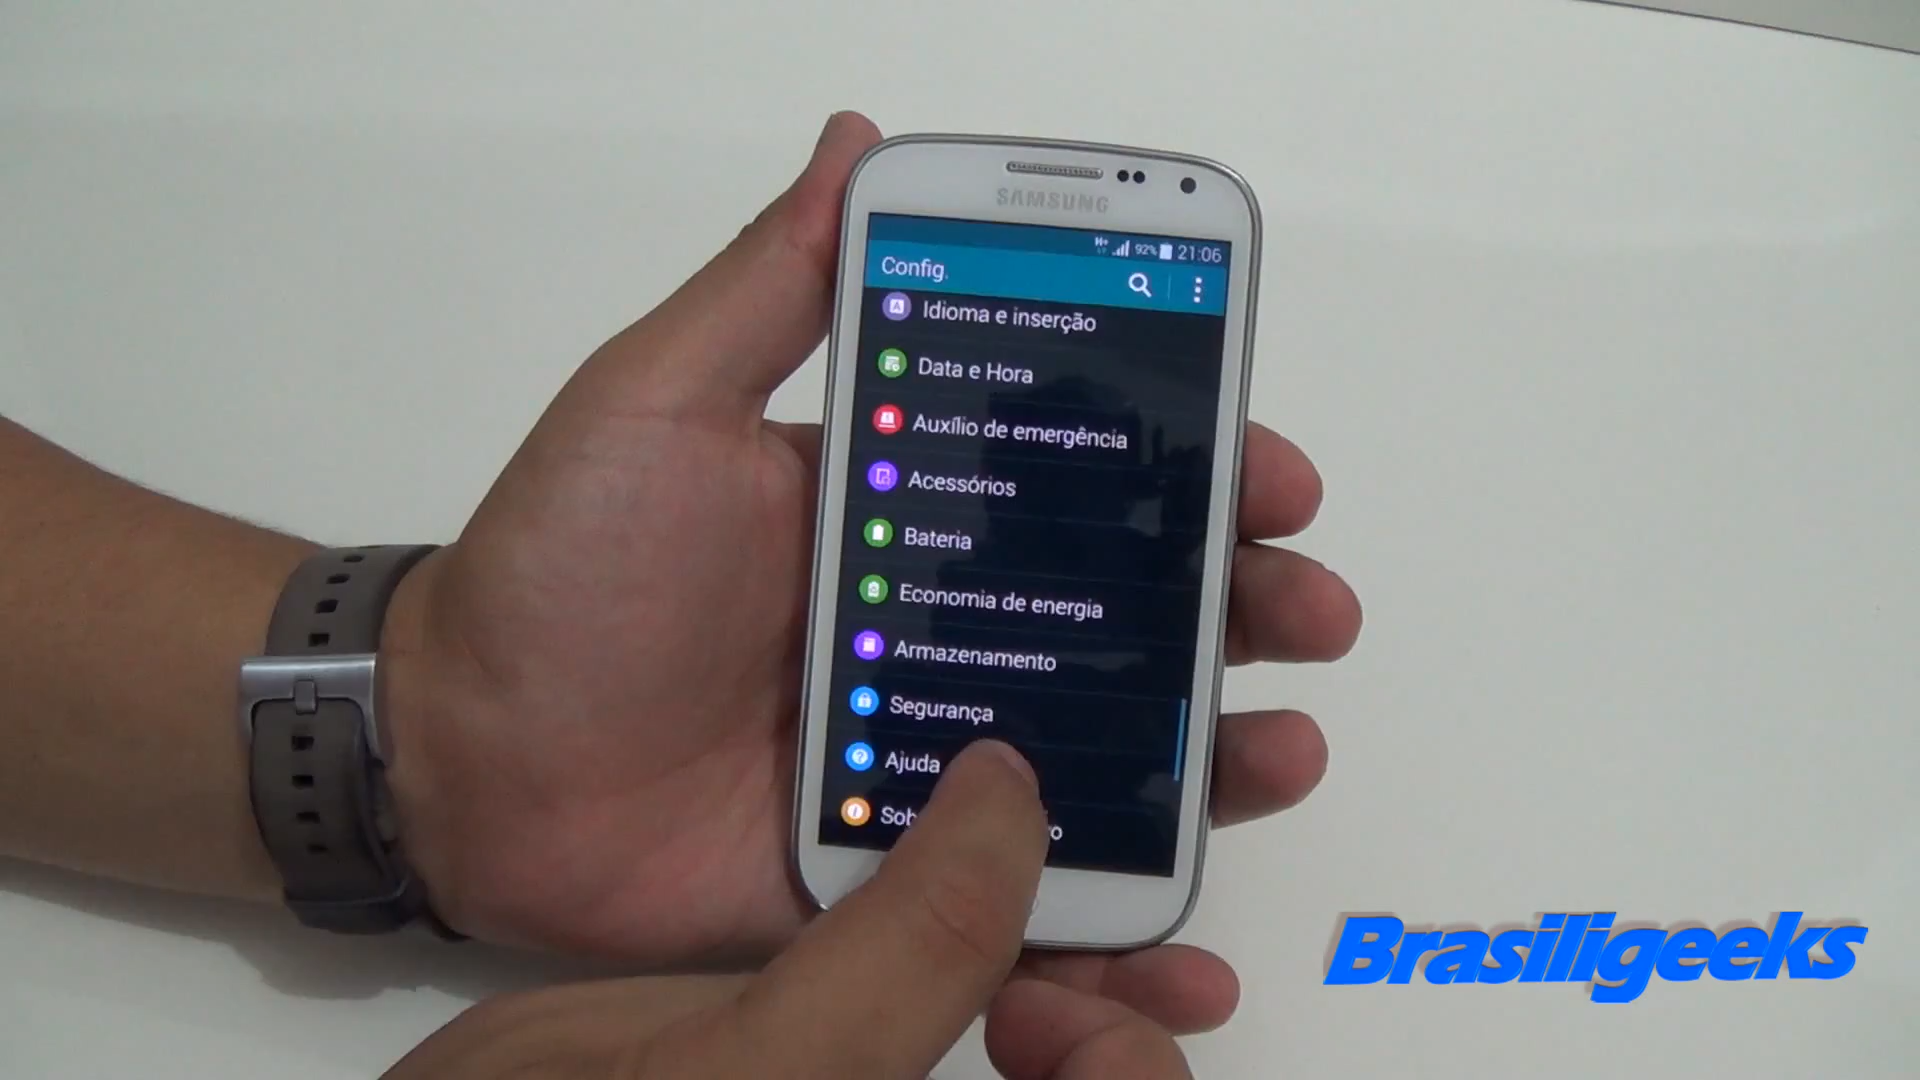 SAMSUNG
H+ 92% 21:06
Config.
Idioma e inserção
Data e Hora
Auxílio de emergência
Acessórios
Bateria
Economia de energia
Armazenamento
Segurança
Ajuda
Brasiligeeks